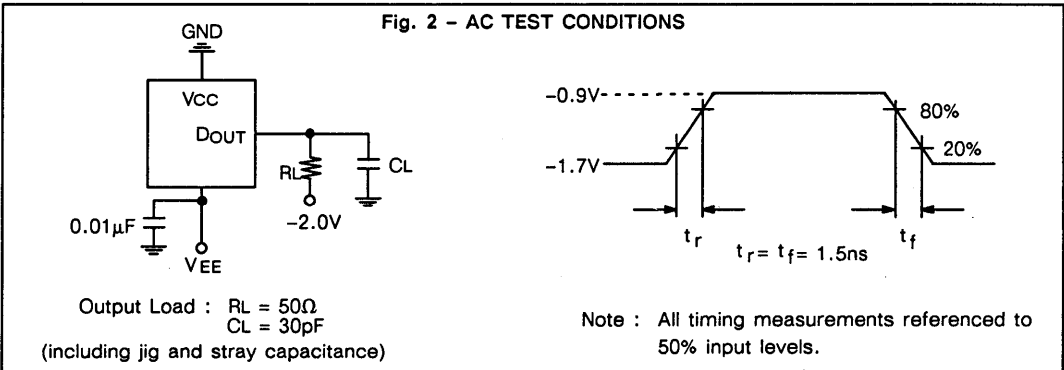 Fig. 2 – AC TEST CONDITIONS
GND
VCC
DOUT
RL
CL
–2.0V
0.01μF
VEE
Output Load : RL = 50Ω
CL = 30pF
(including jig and stray capacitance)
–0.9V
80%
20%
–1.7V
tr
tf
tr = tf = 1.5ns
Note : All timing measurements referenced to
50% input levels.